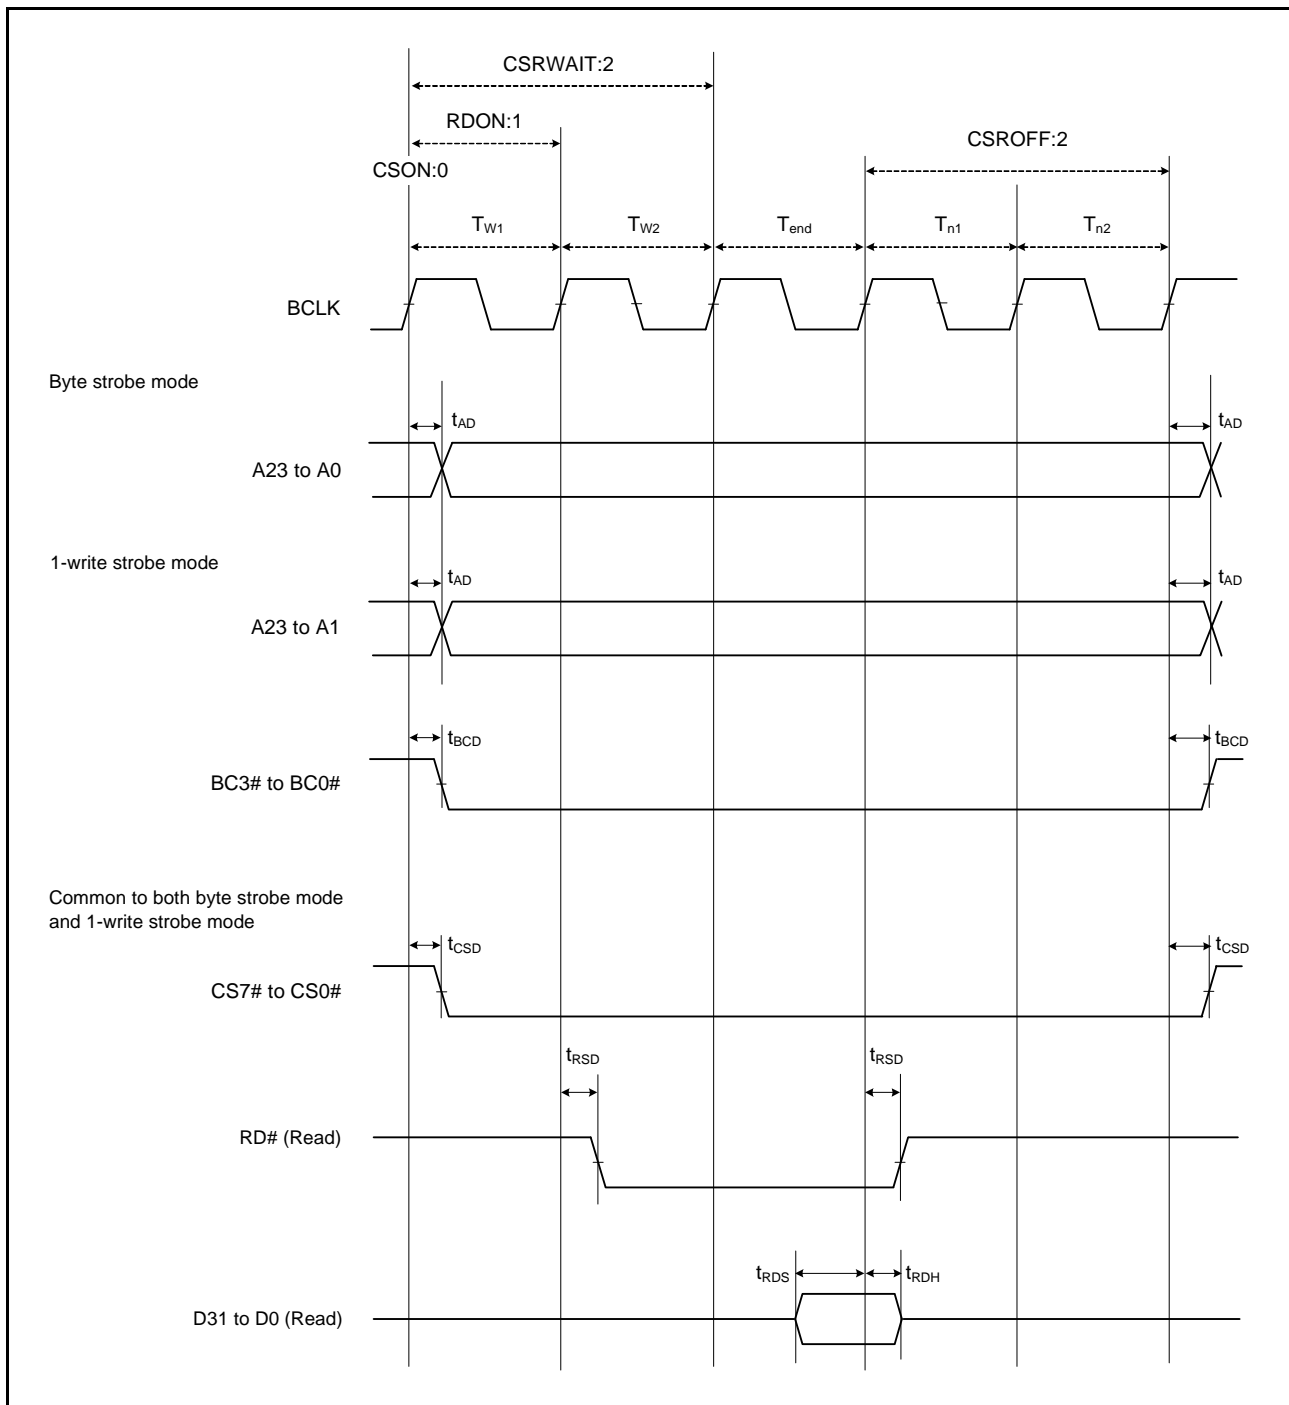 CSRWAIT:2
RDON:1
CSROFF:2
CSON:0
TW1 TW2 Tend Tn1 Tn2
BCLK
Byte strobe mode
tAD tAD
A23 to A0
1-write strobe mode
tAD tAD
A23 to A1
tBCD tBCD
BC3# to BC0#
Common to both byte strobe mode
and 1-write strobe mode
tCSD tCSD
CS7# to CS0#
tRSD tRSD
RD# (Read)
tRDS tRDH
D31 to D0 (Read)